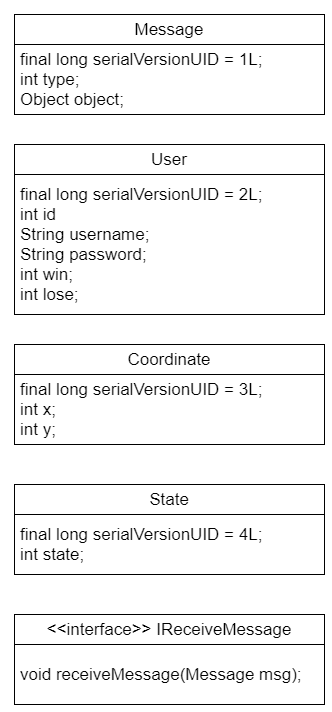 Message
final long serialVersionUID = 1L;
int type;
Object object;
User
final long serialVersionUID = 2L;
int id
String username;
String password;
int win;
int lose;
Coordinate
final long serialVersionUID = 3L;
int x;
int y;
State
final long serialVersionUID = 4L;
int state;
<<interface>> IReceiveMessage
void receiveMessage(Message msg);